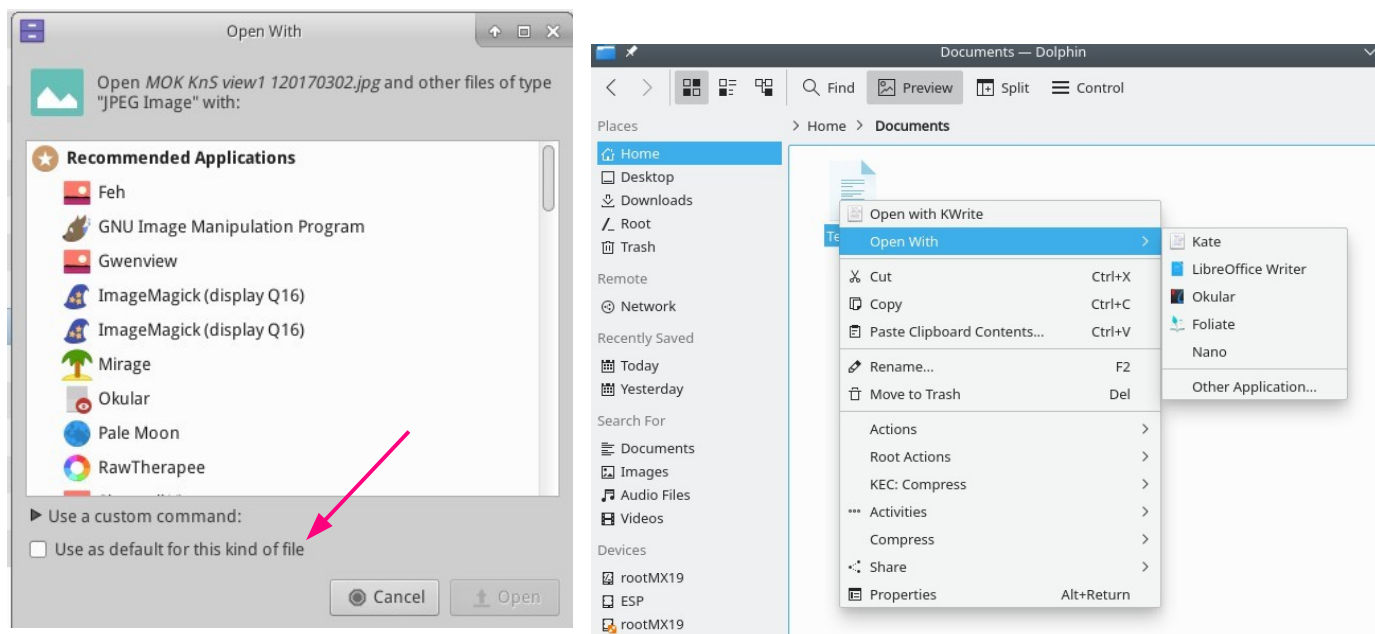 Open With
Open MOK KnS view1 120170302.jpg and other files of type
"JPEG Image" with:
Recommended Applications
Feh
GNU Image Manipulation Program
Gwenview
ImageMagick (display Q16)
ImageMagick (display Q16)
Mirage
Okular
Pale Moon
RawTherapee
Use a custom command:
Use as default for this kind of file
Cancel
Open
Documents — Dolphin
Find
Preview
Split
Control
Places
Home
Desktop
Downloads
Root
Trash
Remote
Network
Recently Saved
Today
Yesterday
Search For
Documents
Images
Audio Files
Videos
Devices
rootMX19
ESP
rootMX19
> Home > Documents
Te
Open with KWrite
Open With
Cut Ctrl+X
Copy Ctrl+C
Paste Clipboard Contents... Ctrl+V
Rename... F2
Move to Trash Del
Actions
Root Actions
KEC: Compress
Activities
Compress
Share
Properties Alt+Return
Kate
LibreOffice Writer
Okular
Foliate
Nano
Other Application...